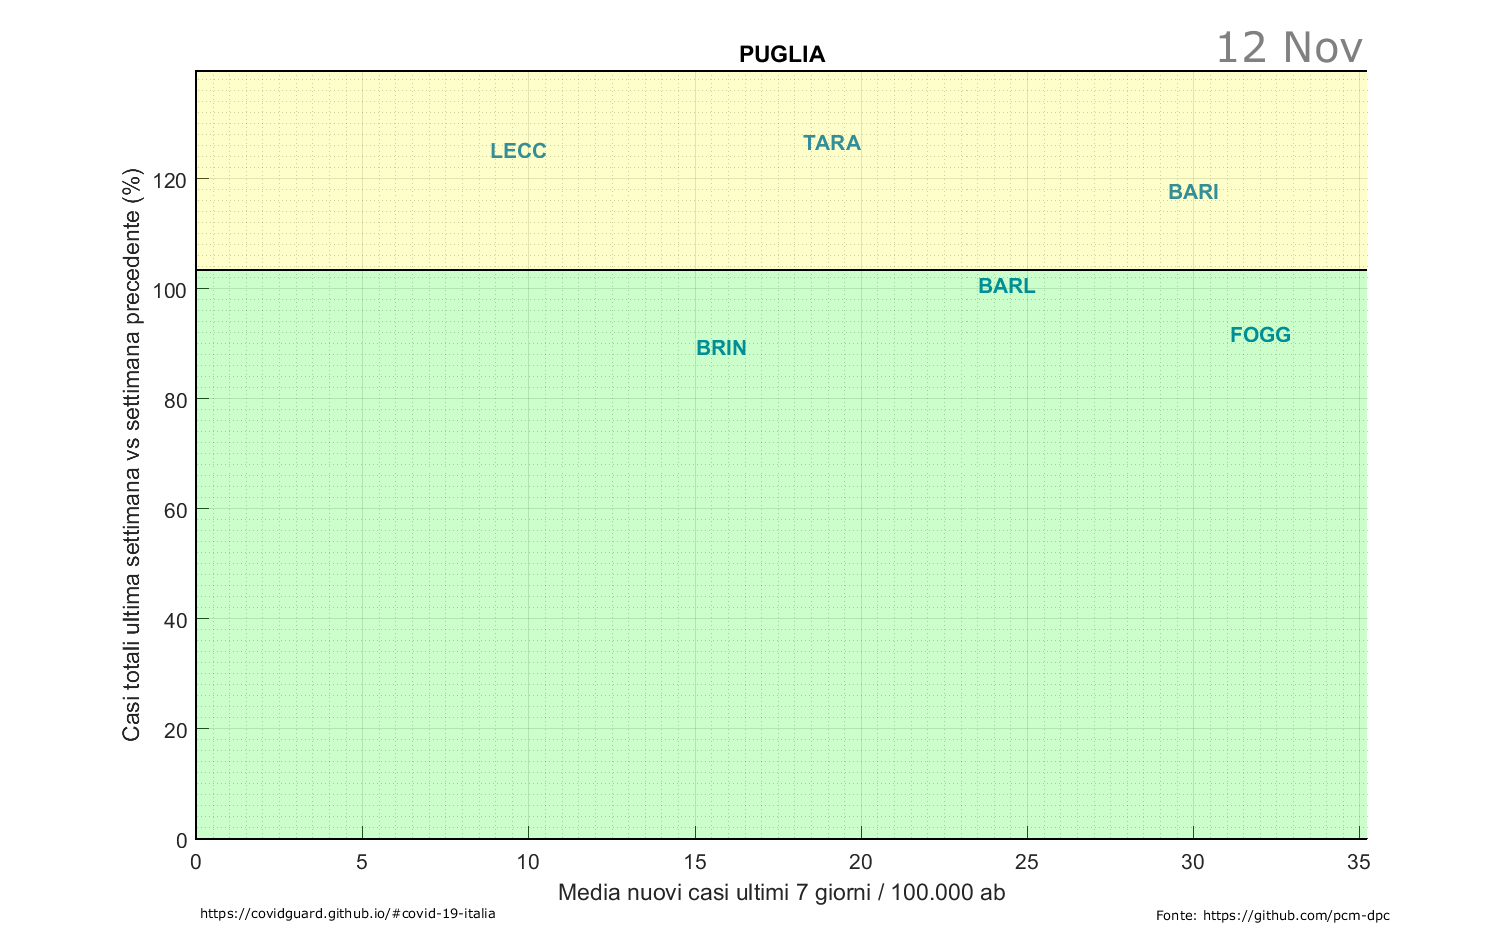 12 Nov
PUGLIA
LECC
TARA
BARI
BARL
FOGG
BRIN
Casi totali ultima settimana vs settimana precedente (%)
120
100
80
60
40
20
0
0 5 10 15 20 25 30 35
Media nuovi casi ultimi 7 giorni / 100.000 ab
https://covidguard.github.io/#covid-19-italia
Fonte: https://github.com/pcm-dpc